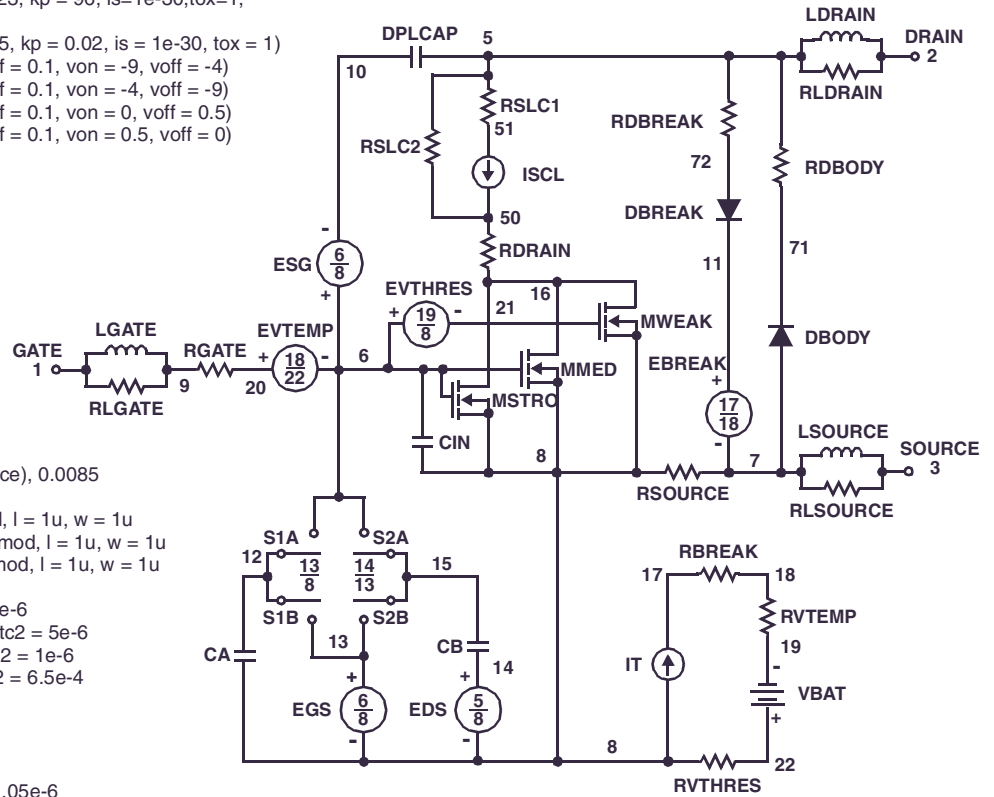 25, kp = 90, is=1e-30,tox=1,
5, kp = 0.02, is = 1e-30, tox = 1)
f = 0.1, von = -9, voff = -4)
f = 0.1, von = -4, voff = -9)
f = 0.1, von = 0, voff = 0.5)
f = 0.1, von = 0.5, voff = 0)
LDRAIN
DPLCAP
5
DRAIN
2
10
RLDRAIN
RSLC1
51
RDBREAK
RSLC2
72
ISCL
RDBODY
50
DBREAK
RDRAIN
71
-
ESG
6
8
+
11
16
EVTHRES
21
+
19
8
-
MWEAK
LGATE
EVTEMP
DBODY
GATE
1
RGATE
+
18
22
-
6
EBREAK
MMED
9
20
+
RLGATE
MSTRO
17
18
CIN
-
LSOURCE
SOURCE
3
8
7
RSOURCE
RLSOURCE
ce), 0.0085
l, l = 1u, w = 1u
mod, l = 1u, w = 1u
nod, l = 1u, w = 1u
e-6
tc2 = 5e-6
2 = 1e-6
2 = 6.5e-4
.05e-6
S1A
S2A
12
13
8
14
13
15
S1B
S2B
13
CA
CB
14
+
+
EGS
6
8
EDS
5
8
-
-
RBREAK
17
18
RVTEMP
19
IT
-
VBAT
+
8
22
RVTHRES